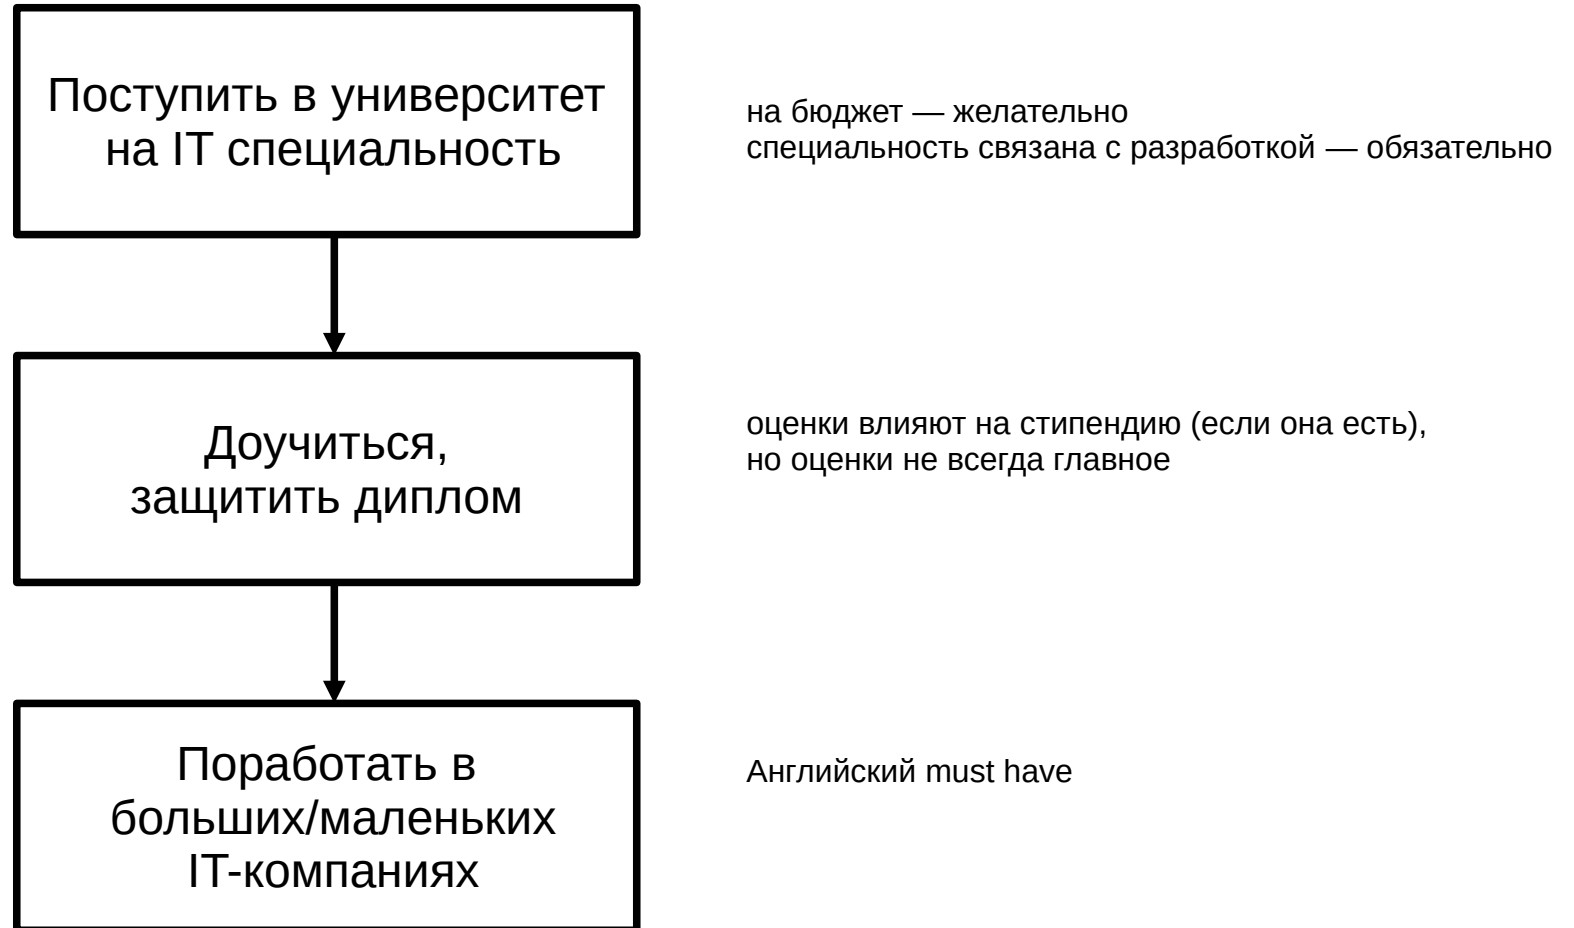 Поступить в университет
на IT специальность
на бюджет — желательно
специальность связана с разработкой — обязательно
Доучиться,
защитить диплом
оценки влияют на стипендию (если она есть),
но оценки не всегда главное
Поработать в
больших/маленьких
IT-компаниях
Английский must have